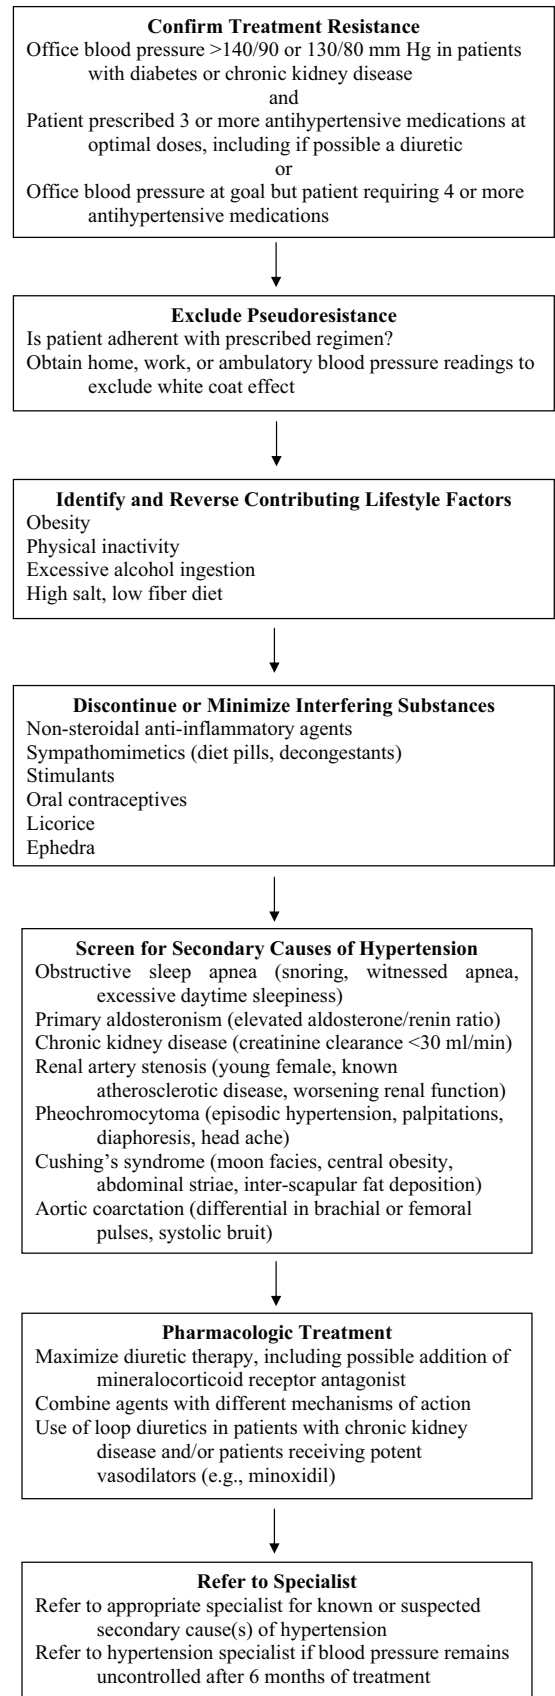 Confirm Treatment Resistance
Office blood pressure >140/90 or 130/80 mm Hg in patients
with diabetes or chronic kidney disease
and
Patient prescribed 3 or more antihypertensive medications at
optimal doses, including if possible a diuretic
or
Office blood pressure at goal but patient requiring 4 or more
antihypertensive medications
Exclude Pseudoresistance
Is patient adherent with prescribed regimen?
Obtain home, work, or ambulatory blood pressure readings to
exclude white coat effect
Identify and Reverse Contributing Lifestyle Factors
Obesity
Physical inactivity
Excessive alcohol ingestion
High salt, low fiber diet
Discontinue or Minimize Interfering Substances
Non-steroidal anti-inflammatory agents
Sympathomimetics (diet pills, decongestants)
Stimulants
Oral contraceptives
Licorice
Ephedra
Screen for Secondary Causes of Hypertension
Obstructive sleep apnea (snoring, witnessed apnea,
excessive daytime sleepiness)
Primary aldosteronism (elevated aldosterone/renin ratio)
Chronic kidney disease (creatinine clearance <30 ml/min)
Renal artery stenosis (young female, known
atherosclerotic disease, worsening renal function)
Pheochromocytoma (episodic hypertension, palpitations,
diaphoresis, head ache)
Cushing's syndrome (moon facies, central obesity,
abdominal striae, inter-scapular fat deposition)
Aortic coarctation (differential in brachial or femoral
pulses, systolic bruit)
Pharmacologic Treatment
Maximize diuretic therapy, including possible addition of
mineralocorticoid receptor antagonist
Combine agents with different mechanisms of action
Use of loop diuretics in patients with chronic kidney
disease and/or patients receiving potent
vasodilators (e.g., minoxidil)
Refer to Specialist
Refer to appropriate specialist for known or suspected
secondary cause(s) of hypertension
Refer to hypertension specialist if blood pressure remains
uncontrolled after 6 months of treatment